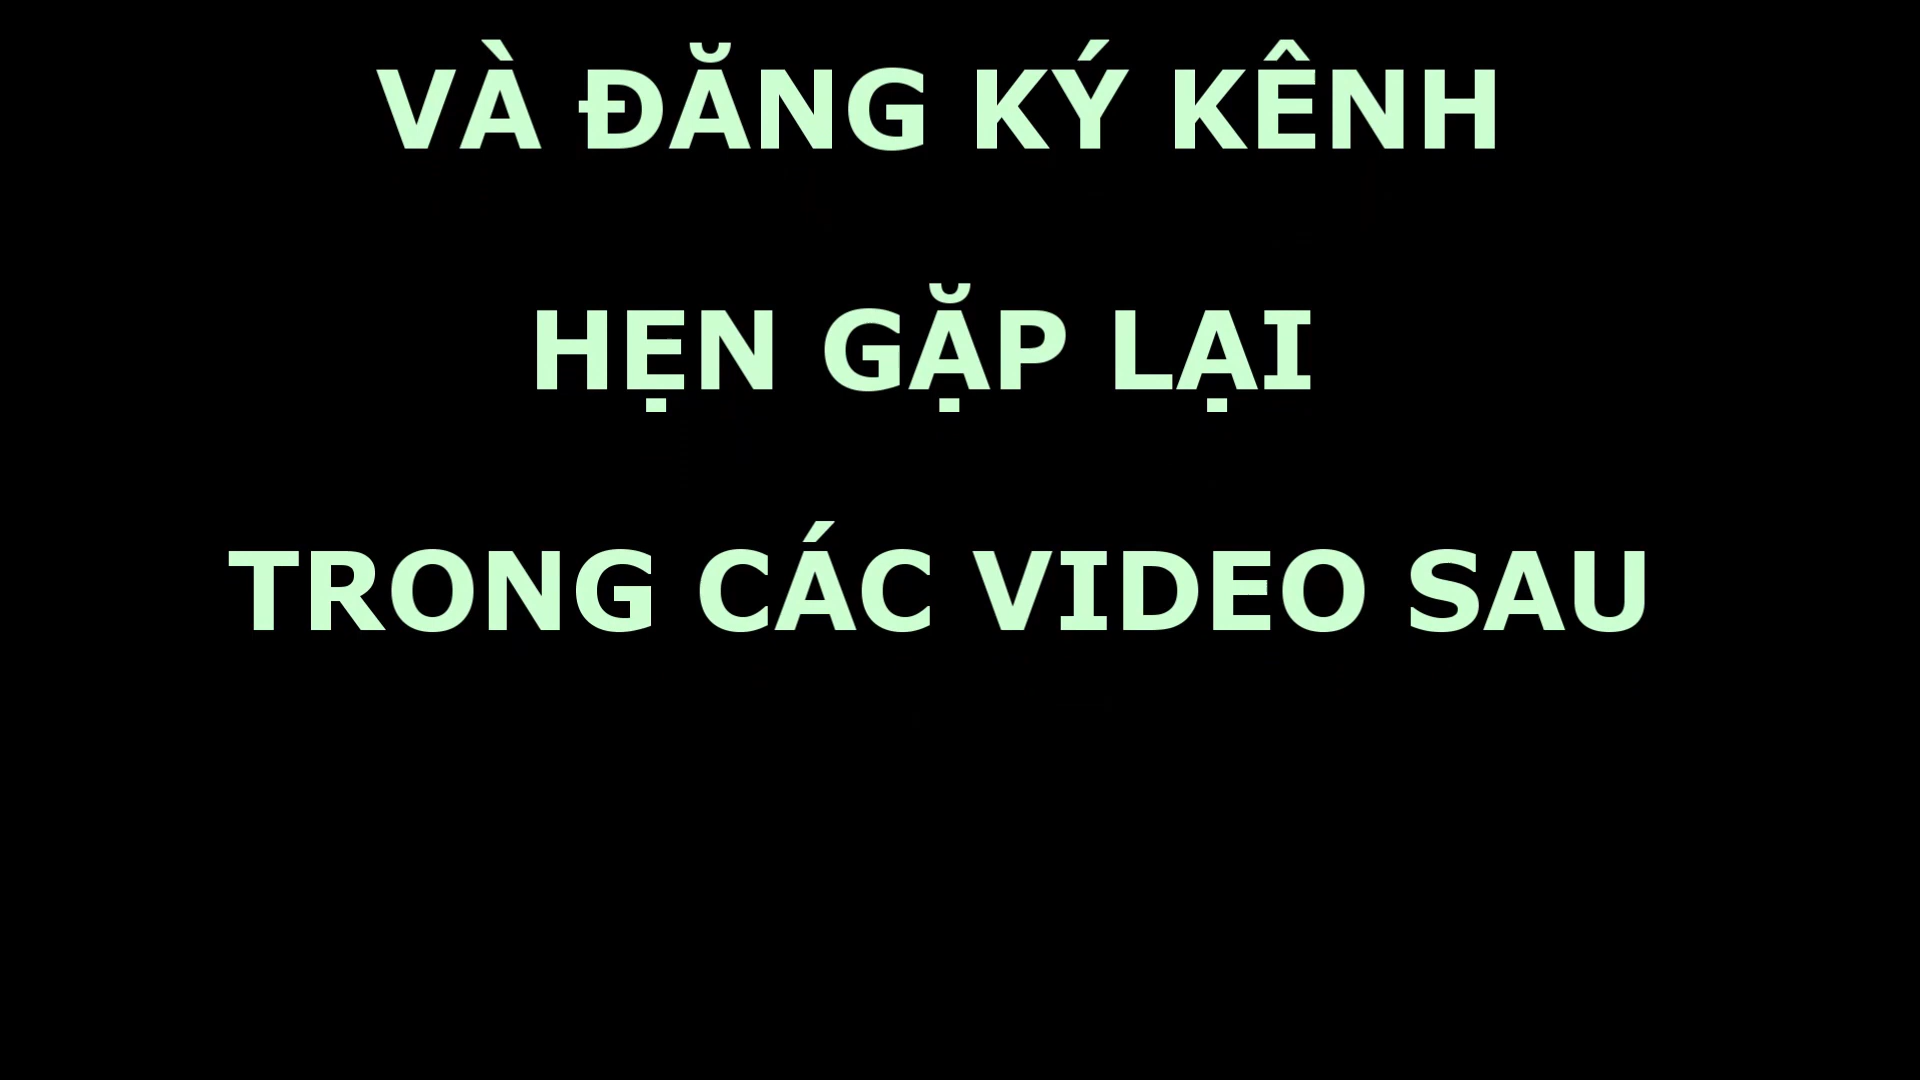 VÀ ĐĂNG KÝ KÊNH
HẸN GẶP LẠI
TRONG CÁC VIDEO SAU